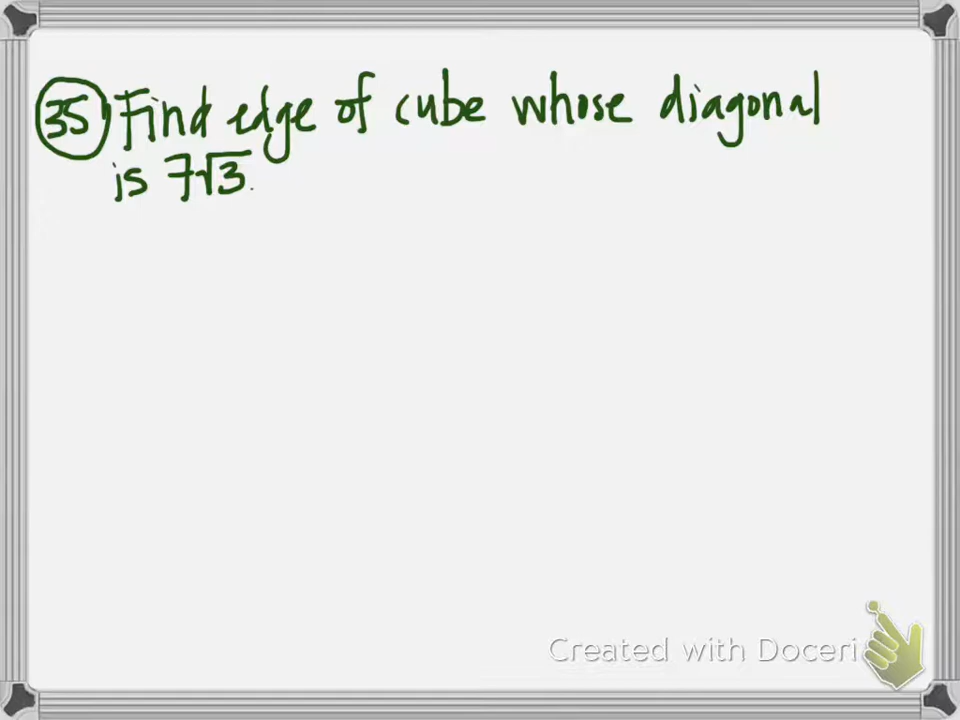 35 Find edge of cube whose diagonal
is 7√3.
Created with Doceri